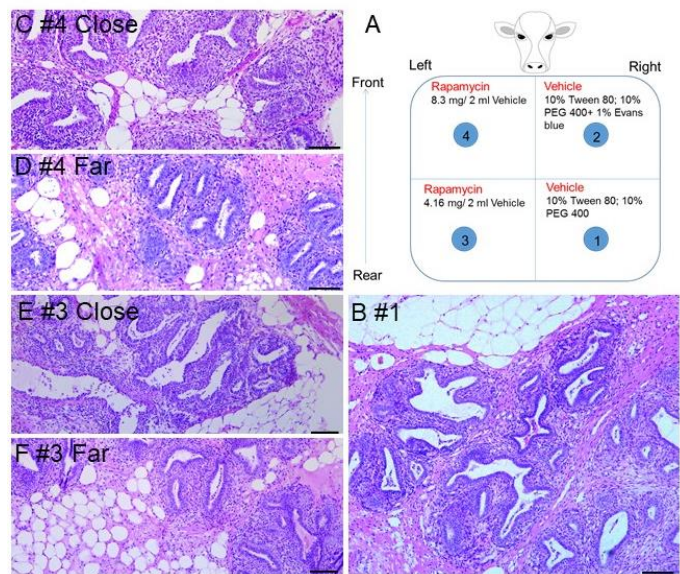 C #4 Close
D #4 Far
E #3 Close
F #3 Far
A
Left
Right
Front
Rear
Rapamycin
8.3 mg/ 2 ml Vehicle
4
Vehicle
10% Tween 80; 10%
PEG 400+ 1% Evans
blue
2
Rapamycin
4.16 mg/ 2 ml Vehicle
3
Vehicle
10% Tween 80; 10%
PEG 400
1
B #1